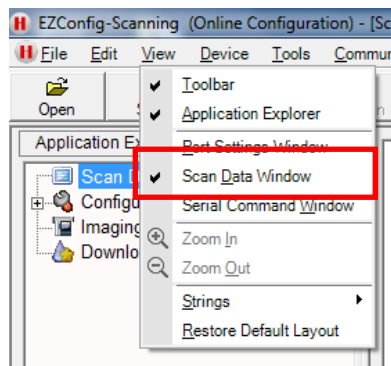 H EZConfig-Scanning (Online Configuration) - [Sc
H File Edit View Device Tools Commu
Open
Toolbar
Application Explorer
Application Ex
Port Settings Window
Scan D
Scan Data Window
Configu
Serial Command Window
Imaging
Zoom In
Downlo
Zoom Out
Strings
Restore Default Layout